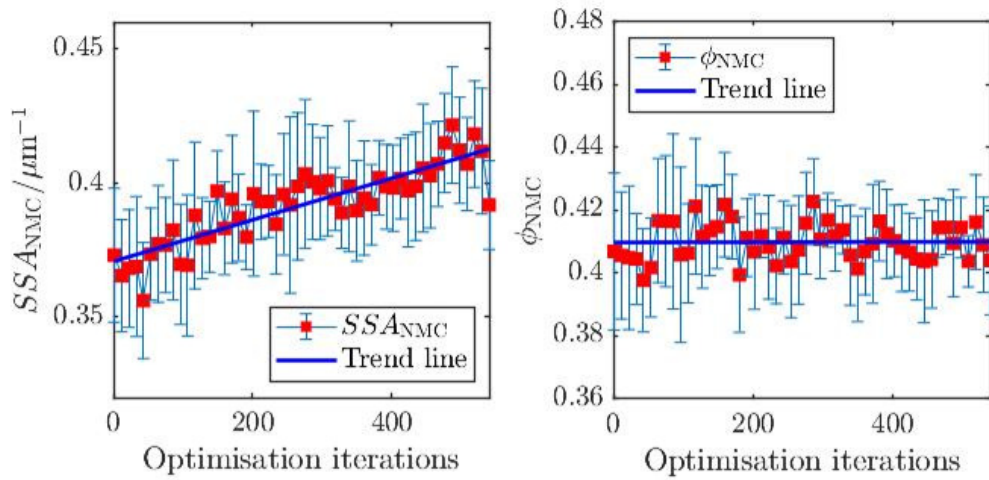 0.45
0.4
0.35
SSA_NMC/μm⁻¹
SSA_NMC
Trend line
0
200
400
Optimisation iterations
0.48
0.46
0.44
0.42
0.4
0.38
0.36
ϕ_NMC
ϕ_NMC
Trend line
0
200
400
Optimisation iterations